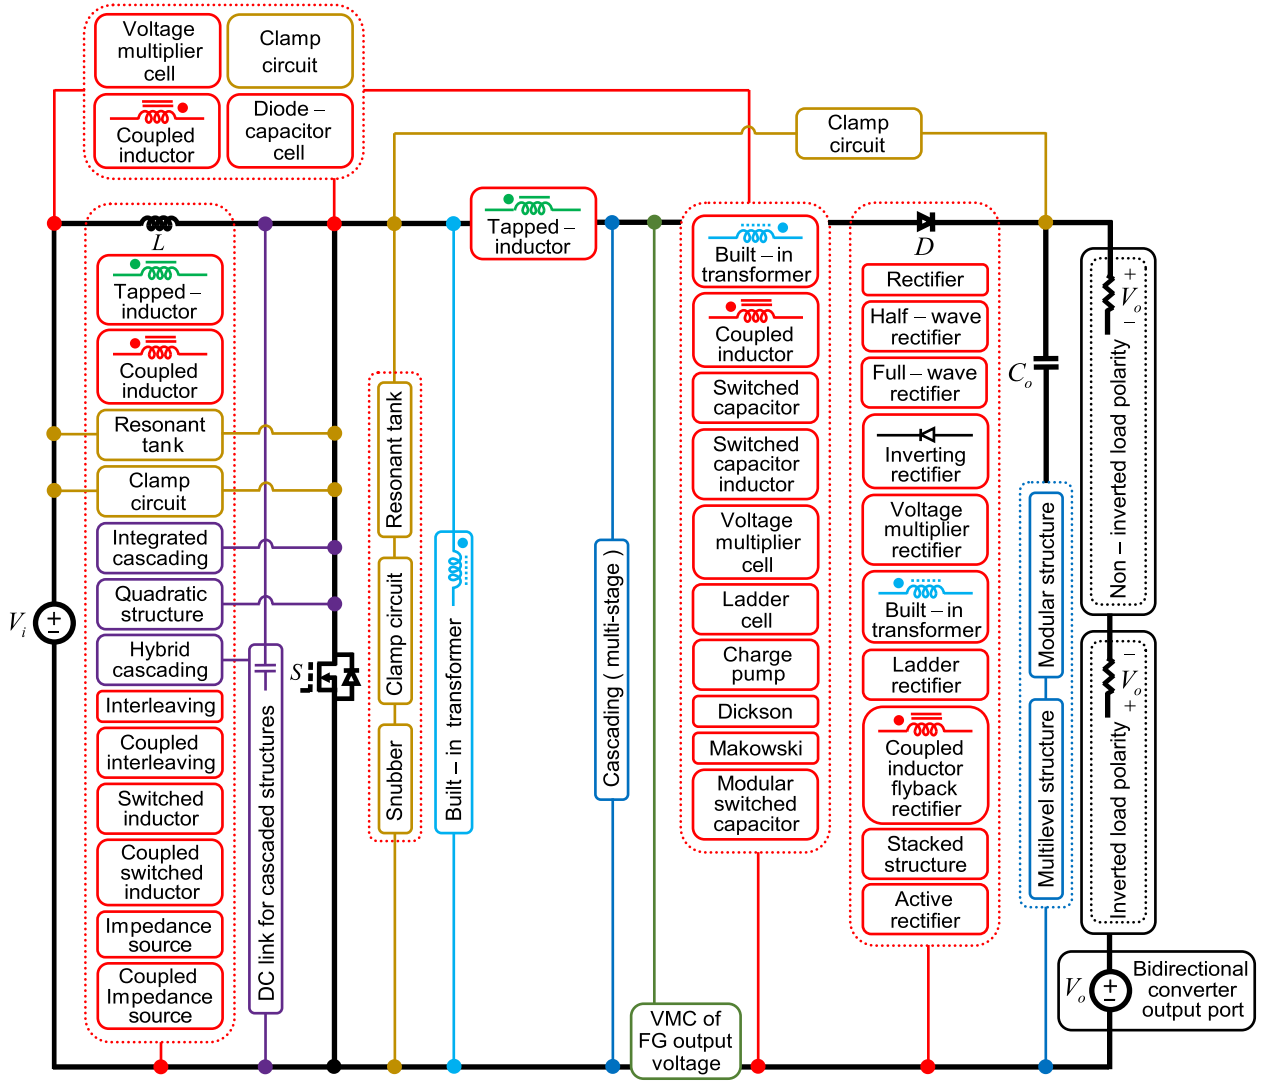 Voltage
multiplier
cell
Clamp
circuit
Coupled
inductor
Diode –
capacitor
cell
Clamp
circuit
L
Tapped –
inductor
Coupled
inductor
Resonant
tank
Clamp
circuit
Integrated
cascading
Quadratic
structure
Hybrid
cascading
Interleaving
Coupled
interleaving
Switched
inductor
Coupled
switched
inductor
Impedance
source
Coupled
Impedance
source
V_i
+
–
DC link for cascaded structures
S
Resonant tank
Clamp circuit
Snubber
Built – in transformer
Tapped –
inductor
Cascading ( multi-stage )
VMC of
FG output
voltage
Built – in
transformer
Coupled
inductor
Switched
capacitor
Switched
capacitor
inductor
Voltage
multiplier
cell
Ladder
cell
Charge
pump
Dickson
Makowski
Modular
switched
capacitor
D
Rectifier
Half – wave
rectifier
Full – wave
rectifier
Inverting
rectifier
Voltage
multiplier
rectifier
Built – in
transformer
Ladder
rectifier
Coupled
inductor
flyback
rectifier
Stacked
structure
Active
rectifier
C_o
Modular structure
Multilevel structure
+
V_o
–
Non – inverted load polarity
–
V_o
+
Inverted load polarity
V_o
+
–
Bidirectional
converter
output port